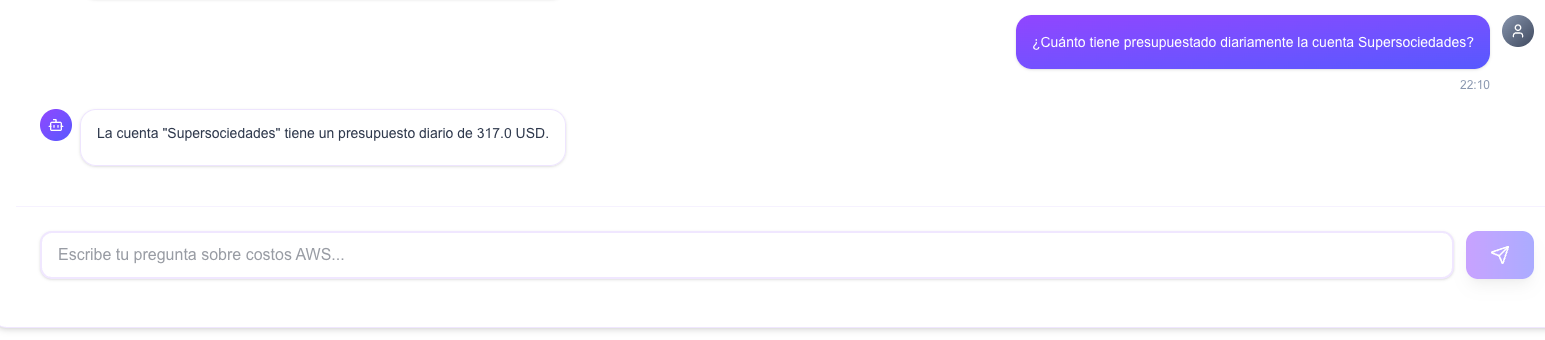 ¿Cuánto tiene presupuestado diariamente la cuenta Supersociedades?
22:10
La cuenta "Supersociedades" tiene un presupuesto diario de 317.0 USD.
Escribe tu pregunta sobre costos AWS...